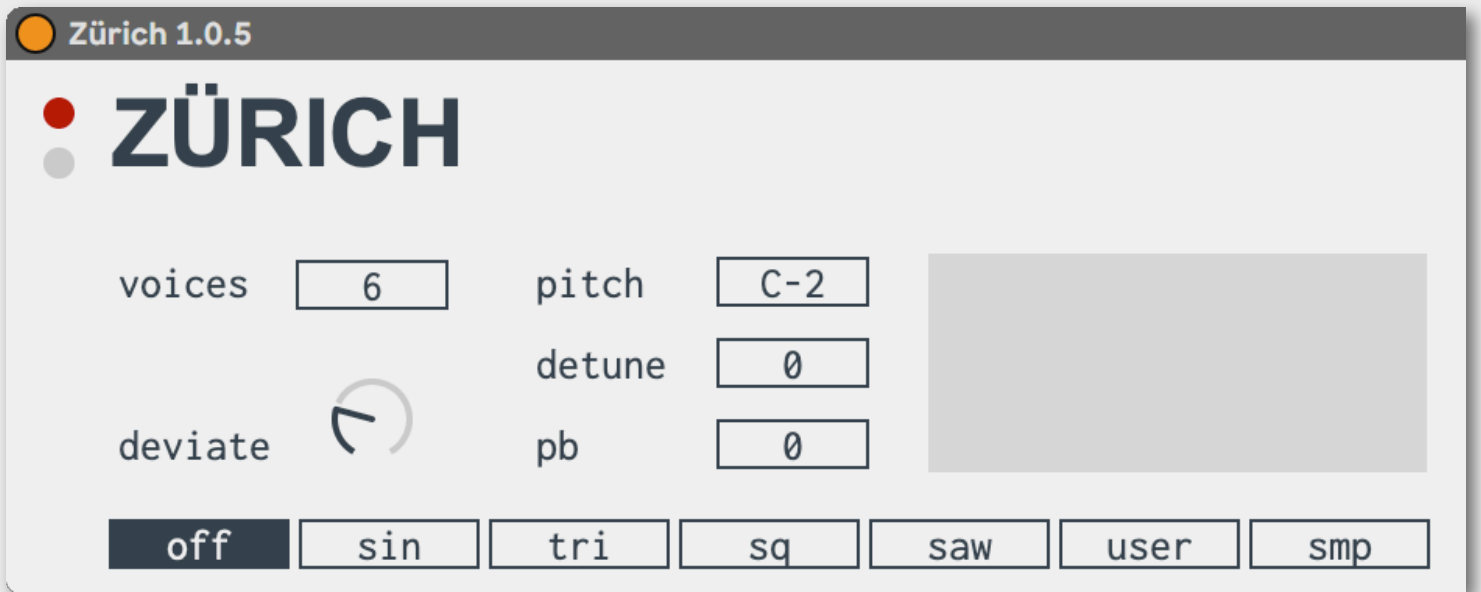 Zürich 1.0.5
ZÜRICH
voices 6 pitch C-2
detune 0
deviate pb 0
off sin tri sq saw user smp